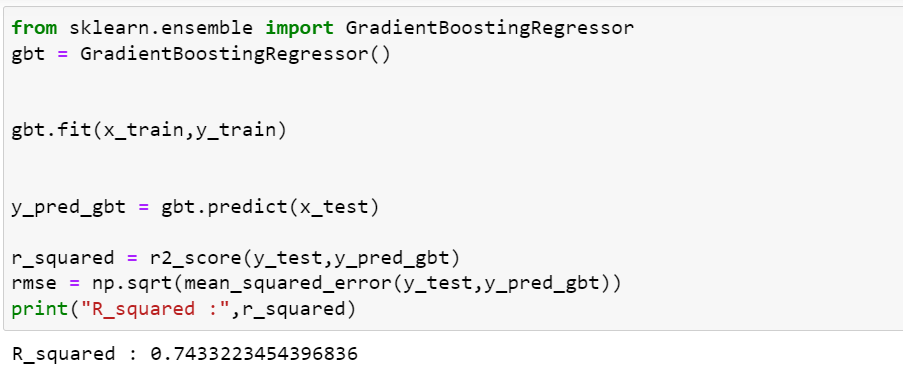 from sklearn.ensemble import GradientBoostingRegressor
gbt = GradientBoostingRegressor()
gbt.fit(x_train,y_train)
y_pred_gbt = gbt.predict(x_test)
r_squared = r2_score(y_test,y_pred_gbt)
rmse = np.sqrt(mean_squared_error(y_test,y_pred_gbt))
print("R_squared :",r_squared)
R_squared : 0.7433223454396836